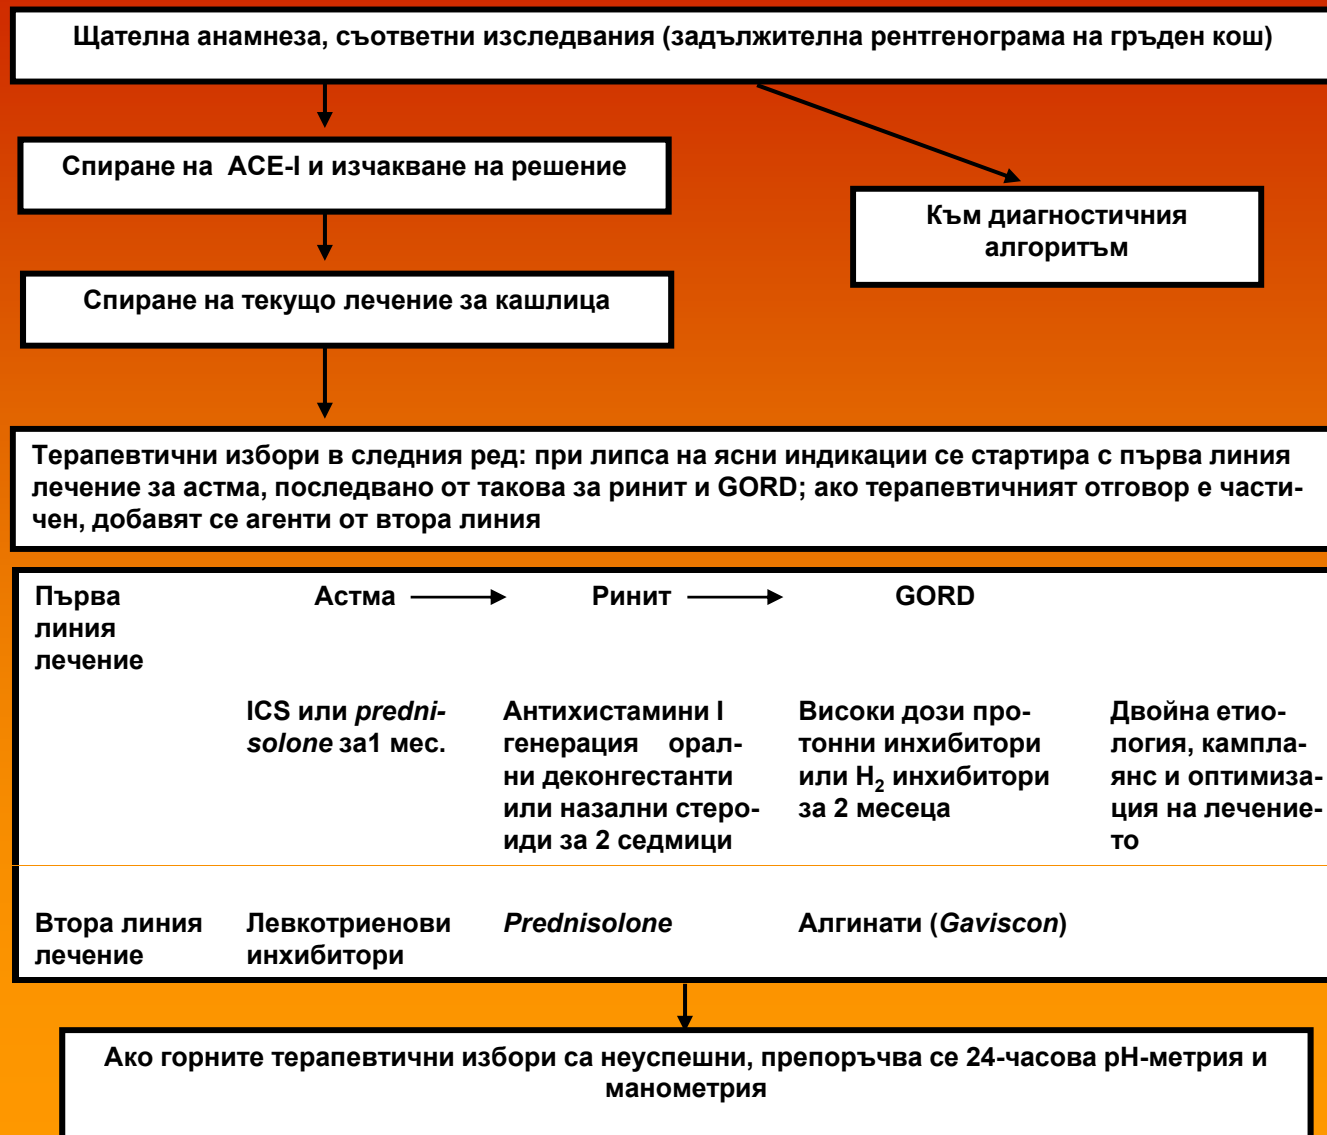 Щателна анамнеза, съответни изследвания (задължителна рентгенограма на гръден кош)
Спиране на ACE-I и изчакване на решение
Към диагностичния
алгоритъм
Спиране на текущо лечение за кашлица
Терапевтични избори в следния ред: при липса на ясни индикации се стартира с първа линия
лечение за астма, последвано от такова за ринит и GORD; ако терапевтичният отговор е части-
чен, добавят се агенти от втора линия
Първа
линия
лечение
Астма
Ринит
GORD
ICS или predni-
solone за1 мес.
Антихистамини I
генерация орал-
ни деконгестанти
или назални стеро-
иди за 2 седмици
Високи дози про-
тонни инхибитори
или H2 инхибитори
за 2 месеца
Двойна етио-
логия, кампла-
янс и оптимиза-
ция на лечение-
то
Втора линия
лечение
Левкотриенови
инхибитори
Prednisolone
Алгинати (Gaviscon)
Ако горните терапевтични избори са неуспешни, препоръчва се 24-часова рН-метрия и
манометрия